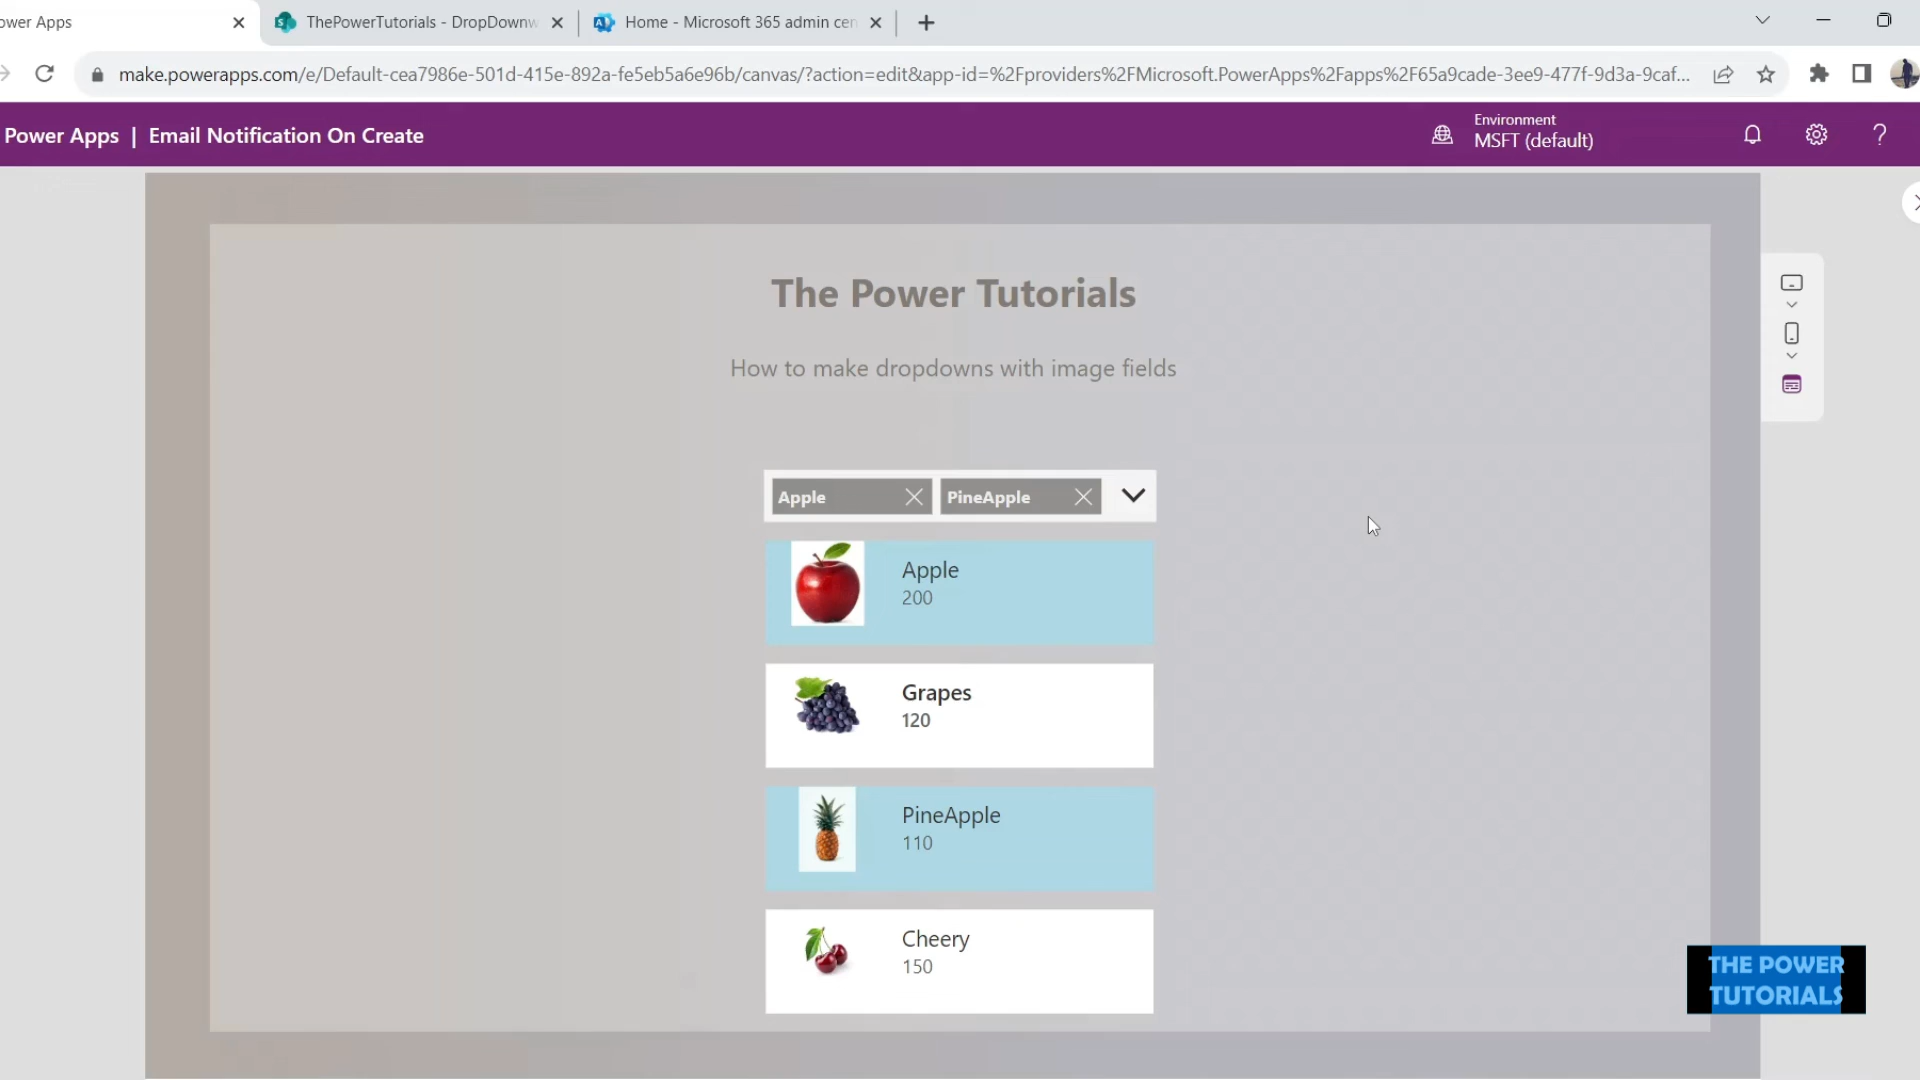 ower Apps
ThePowerTutorials - DropDownw
Home - Microsoft 365 admin cen
make.powerapps.com/e/Default-cea7986e-501d-415e-892a-fe5eb5a6e96b/canvas/?action=edit&app-id=%2Fproviders%2FMicrosoft.PowerApps%2Fapps%2F65a9cade-3ee9-477f-9d3a-9caf...
Power Apps | Email Notification On Create
Environment
MSFT (default)
The Power Tutorials
How to make dropdowns with image fields
Apple
PineApple
Apple
200
Grapes
120
PineApple
110
Cheery
150
THE POWER
TUTORIALS